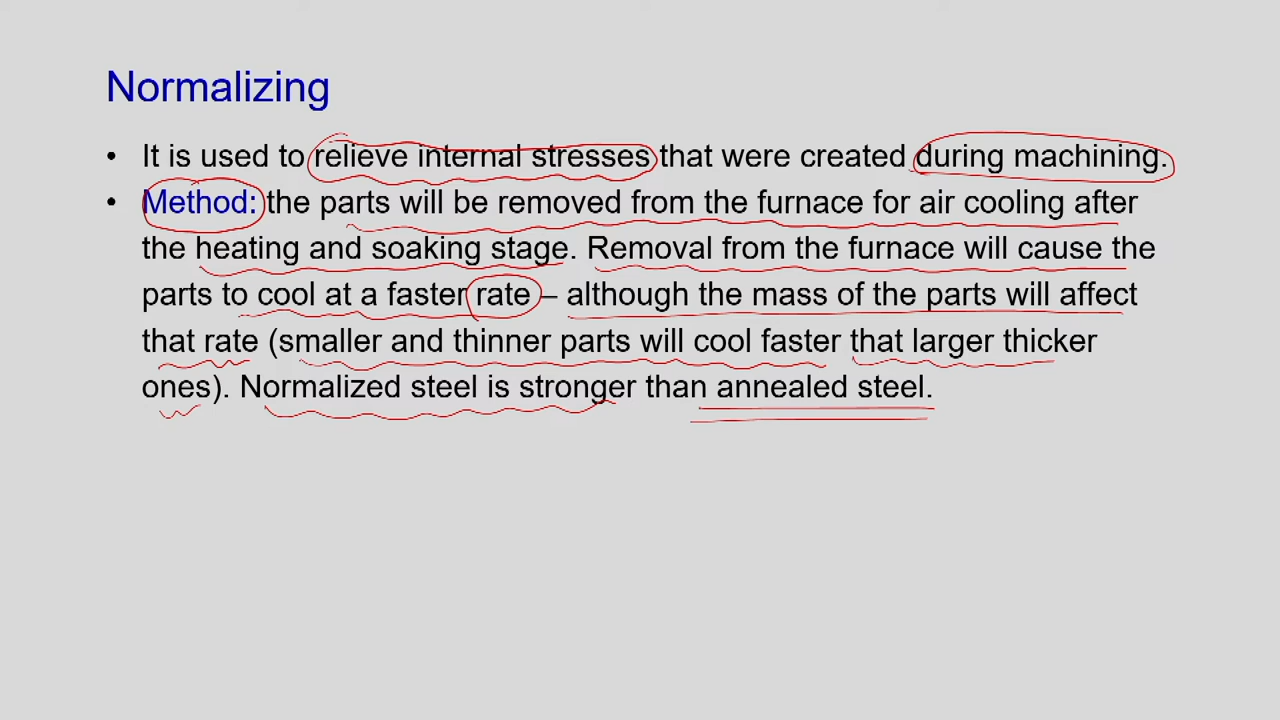 Normalizing
• It is used to relieve internal stresses that were created during machining.
• Method: the parts will be removed from the furnace for air cooling after
the heating and soaking stage. Removal from the furnace will cause the
parts to cool at a faster rate – although the mass of the parts will affect
that rate (smaller and thinner parts will cool faster that larger thicker
ones). Normalized steel is stronger than annealed steel.